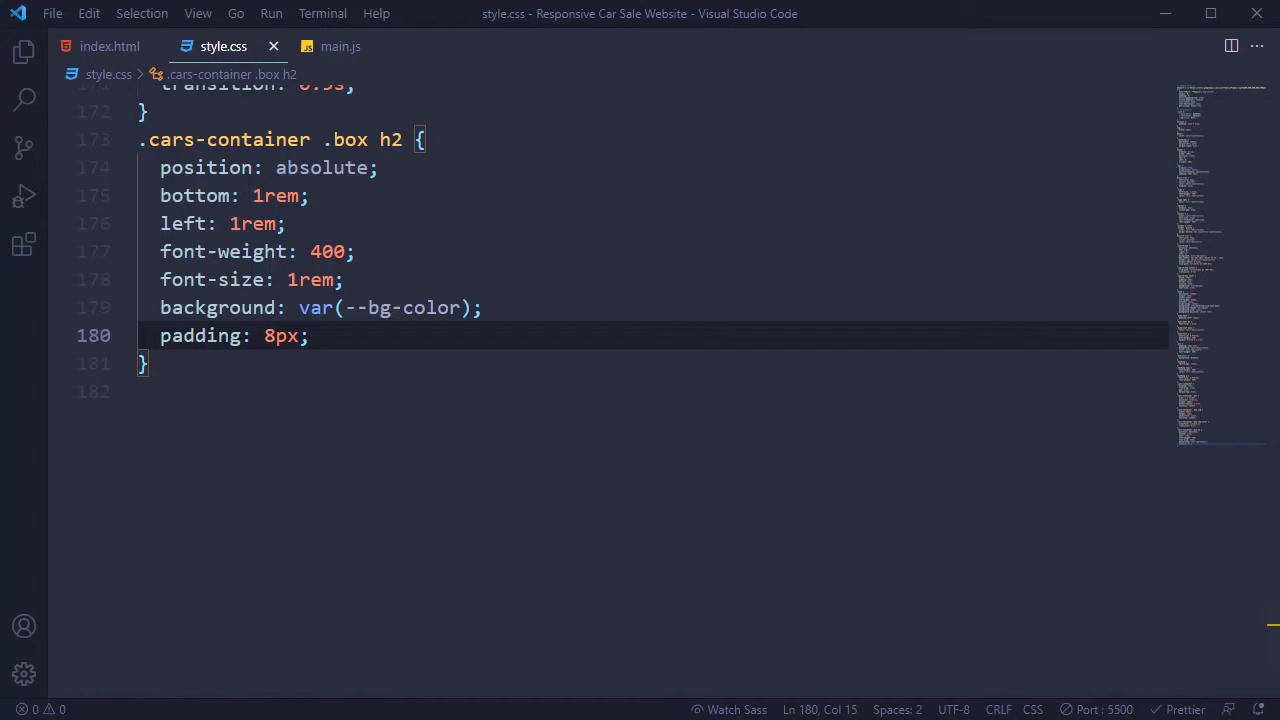 File Edit Selection View Go Run Terminal Help style.css - Responsive Car Sale Website - Visual Studio Code
index.html style.css main.js
style.css .cars-container .box h2
172 }
173 .cars-container .box h2 {
174 position: absolute;
175 bottom: 1rem;
176 left: 1rem;
177 font-weight: 400;
178 font-size: 1rem;
179 background: var(--bg-color);
180 padding: 8px;
181 }
182
0 0 Watch Sass Ln 180, Col 15 Spaces: 2 UTF-8 CRLF CSS Port : 5500 Prettier